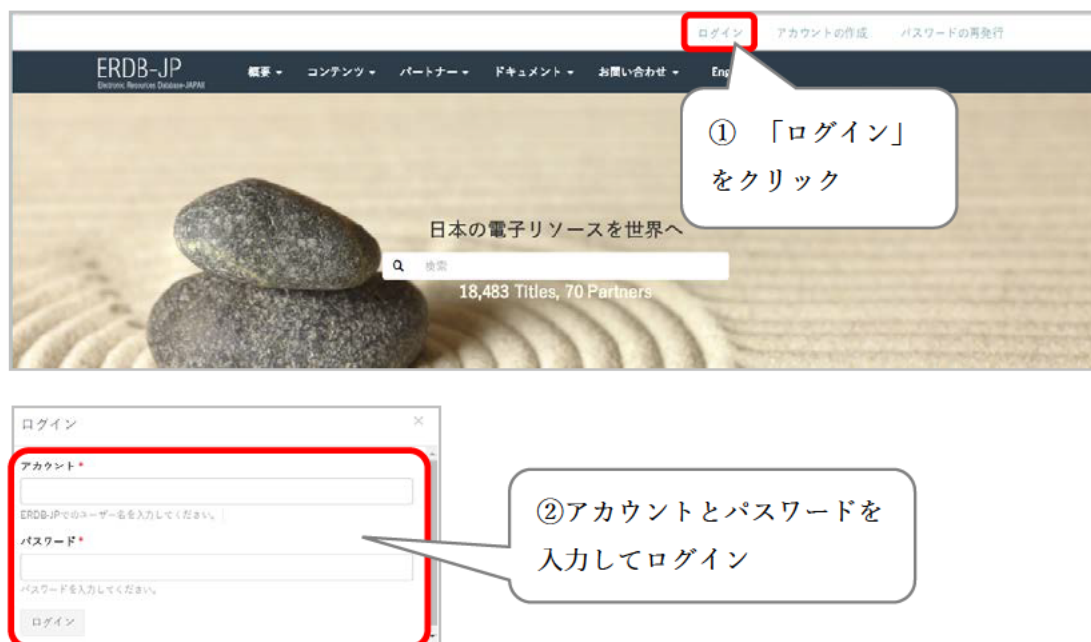 ログイン アカウントの作成 パスワードの再発行
ERDB-JP 概要 コンテンツ パートナー ドキュメント お問い合わせ
Electronic Resources Database-JAPAN
① 「ログイン」
をクリック
日本の電子リソースを世界へ
検索
18,483 Titles, 70 Partners
ログイン ×
アカウント *
ERDB-JPでのユーザー名を入力してください。
パスワード *
パスワードを入力してください。
ログイン
②アカウントとパスワードを
入力してログイン